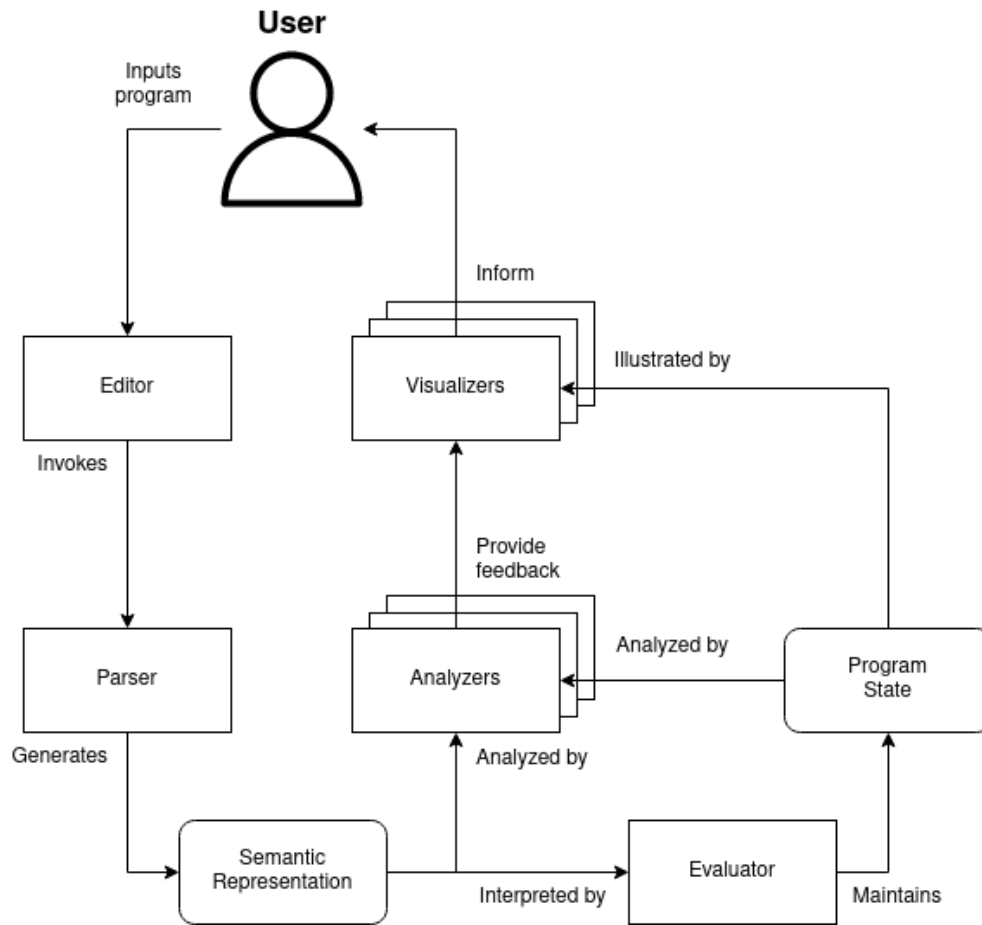 User
Inputs
program
Inform
Illustrated by
Editor
Visualizers
Invokes
Provide
feedback
Analyzed by
Parser
Analyzers
Program
State
Generates
Analyzed by
Semantic
Representation
Interpreted by
Evaluator
Maintains